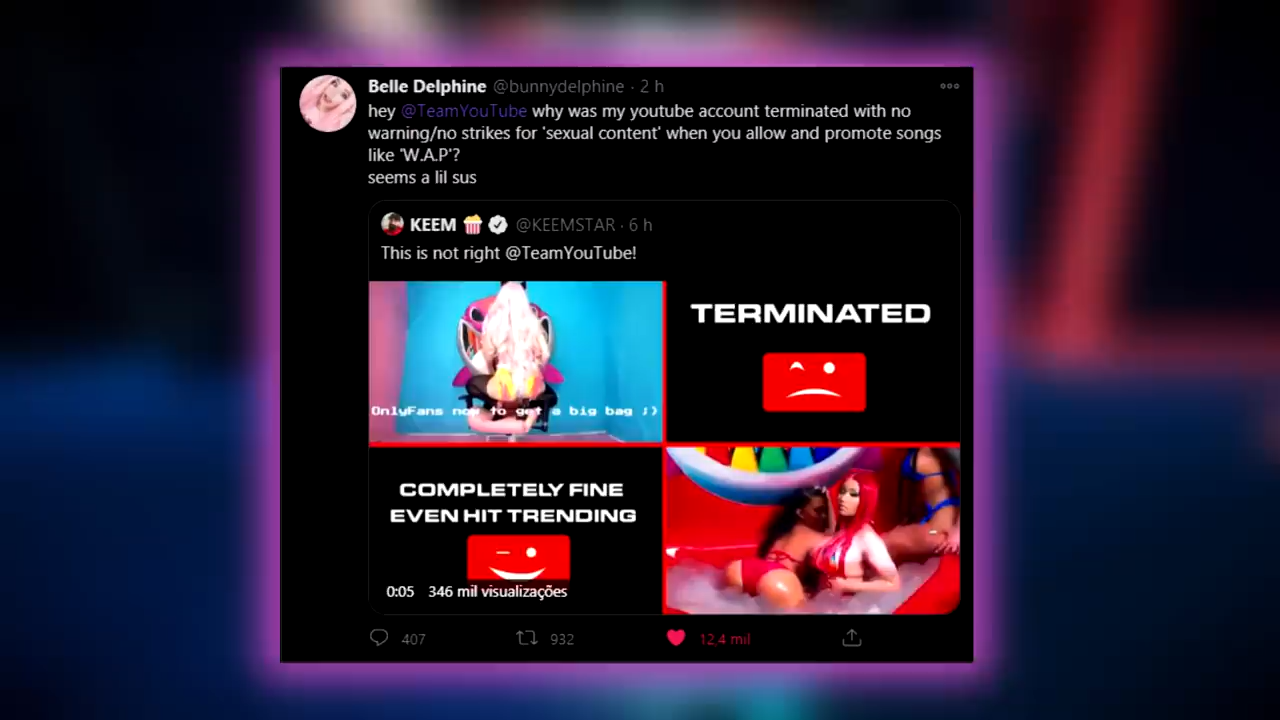 Belle Delphine @bunnydelphine · 2 h
hey @TeamYouTube why was my youtube account terminated with no
warning/no strikes for 'sexual content' when you allow and promote songs
like 'W.A.P'?
seems a lil sus
KEEM @KEEMSTAR · 6 h
This is not right @TeamYouTube!
OnlyFans now to get a big bag ;)
TERMINATED
COMPLETELY FINE
EVEN HIT TRENDING
0:05 346 mil visualizações
407 932 12,4 mil